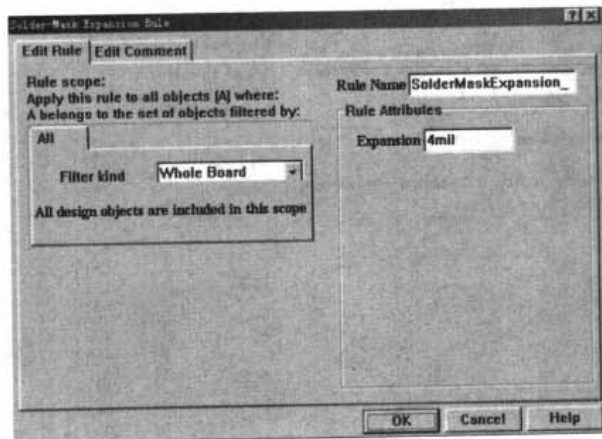 Solder-Mask Expansion Rule
Edit Rule
Edit Comment
Rule scope:
Apply this rule to all objects (A) where:
A belongs to the set of objects filtered by:
All
Filter kind
Whole Board
All design objects are included in this scope
Rule Name
SolderMaskExpansion_
Rule Attributes
Expansion
4mil
OK
Cancel
Help